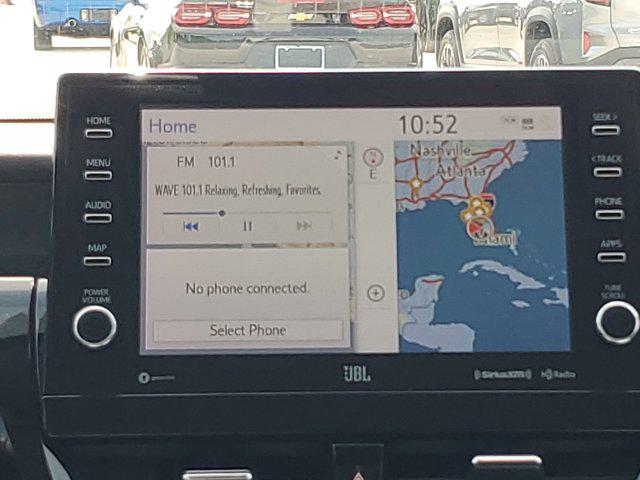 HOME
MENU
AUDIO
MAP
POWER
VOLUME
Home
10:52
FM 101.1
WAVE 101.1 Relaxing, Refreshing, Favorites.
No phone connected.
Select Phone
E
Nashville
Atlanta
Miami
SEEK >
< TRACK
PHONE
APPS
TUNE
SCROLL
JBL
SiriusXM
HD Radio